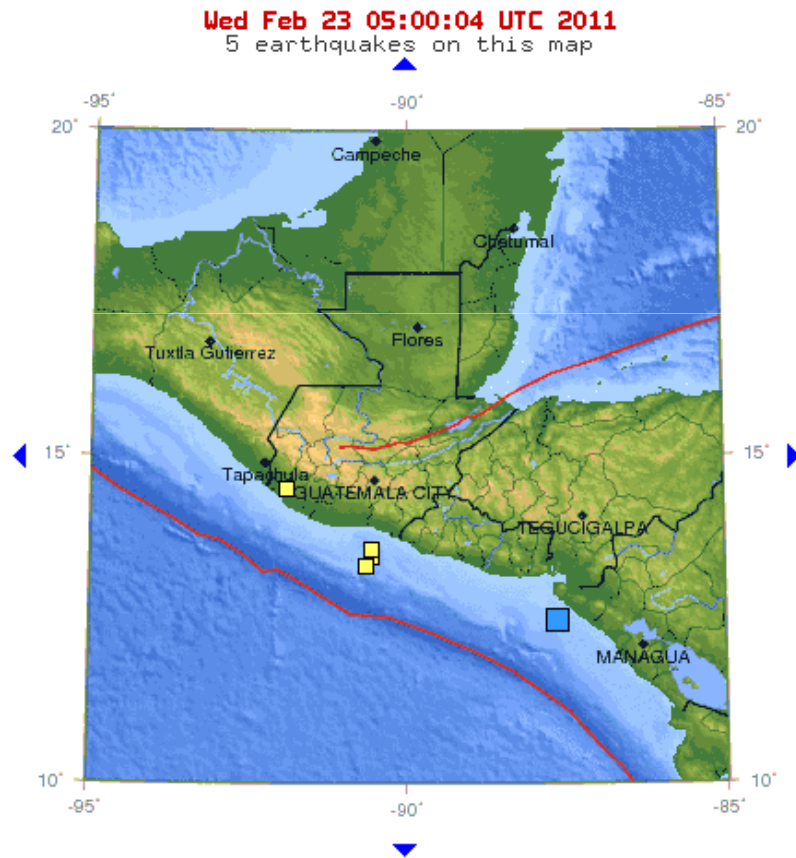 Wed Feb 23 05:00:04 UTC 2011
5 earthquakes on this map
-95° -90° -85°
20° 20°
Campeche
Chetumal
Flores
Tuxtla Gutierrez
15° 15°
Tapachula
GUATEMALA CITY
TEGUCIGALPA
MANAGUA
10° 10°
-95° -90° -85°